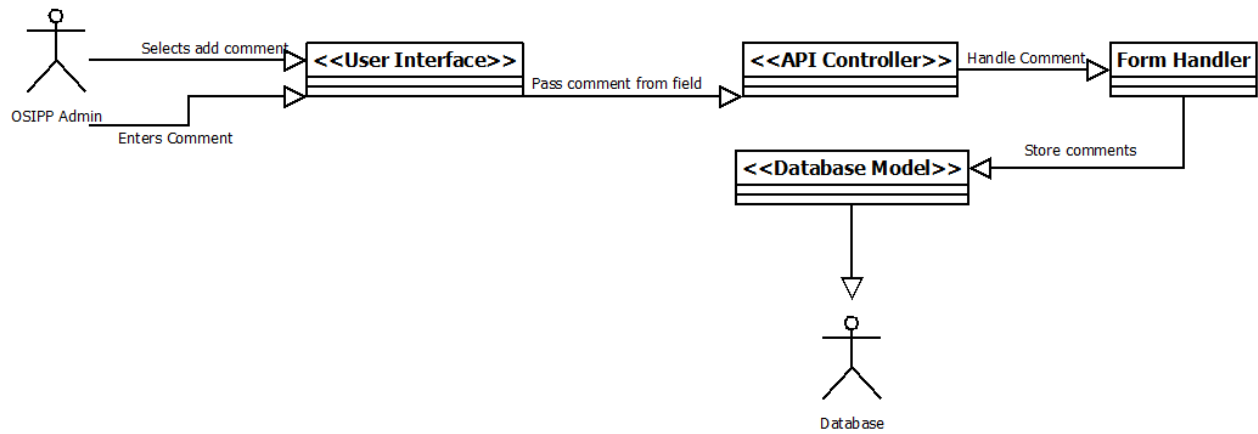 Selects add comment
<<User Interface>>
<<API Controller>>
Handle Comment
Form Handler
Pass comment from field
OSIPP Admin
Enters Comment
Store comments
<<Database Model>>
Database